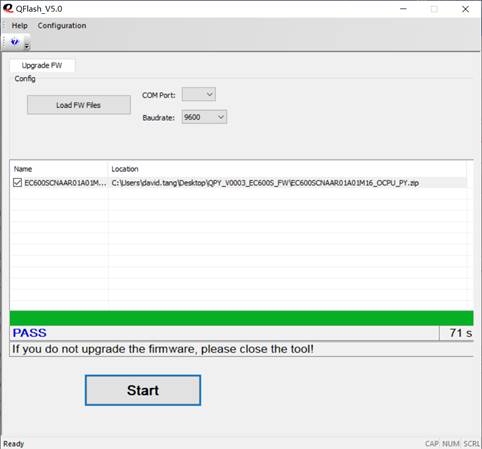 QFlash_V5.0
Help Configuration
Upgrade FW
Config
Load FW Files
COM Port:
Baudrate: 9600
Name Location
EC600SCNAAR01A01M... C:\Users\david.tang\Desktop\QPY_V0003_EC600S_FW\EC600SCNAAR01A01M16_OCPU_PY.zip
PASS 71 s
If you do not upgrade the firmware, please close the tool!
Start
Ready CAP NUM SCRL